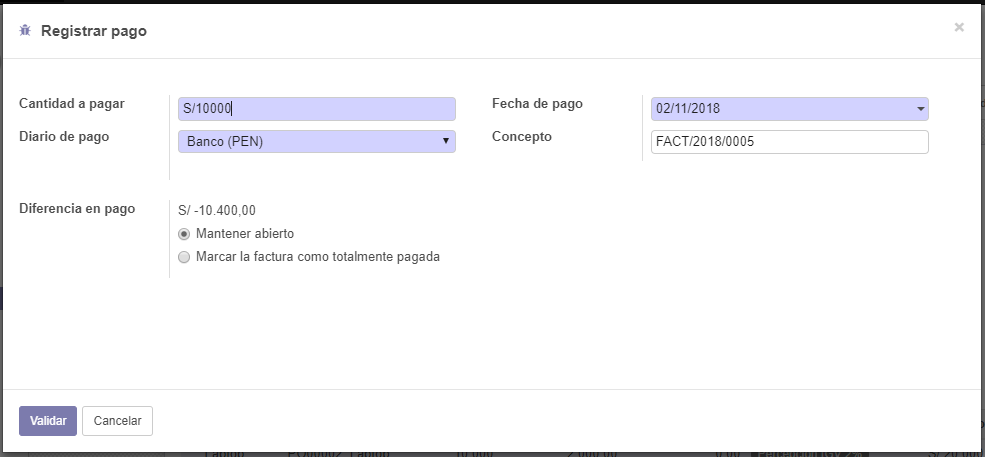 Registrar pago
×
Cantidad a pagar
S/10000
Fecha de pago
02/11/2018
Diario de pago
Banco (PEN)
Concepto
FACT/2018/0005
Diferencia en pago
S/ -10.400,00
Mantener abierto
Marcar la factura como totalmente pagada
Validar
Cancelar